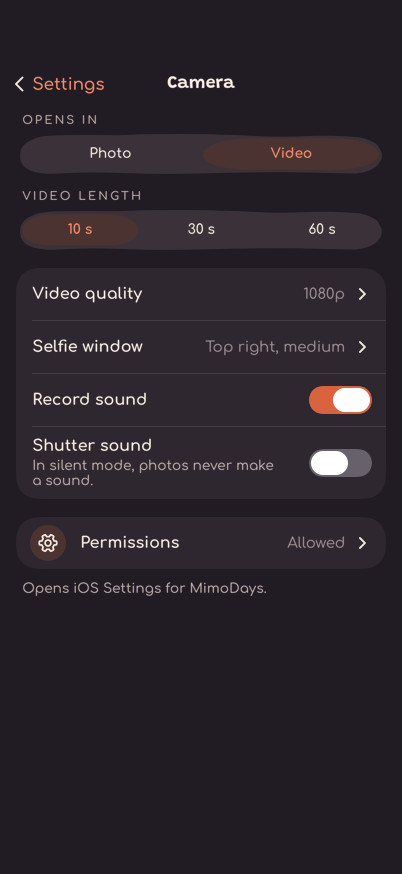 Settings
Camera
OPENS IN
Photo
Video
VIDEO LENGTH
10 s
30 s
60 s
Video quality
1080p
Selfie window
Top right, medium
Record sound
Shutter sound
In silent mode, photos never make
a sound.
Permissions
Allowed
Opens iOS Settings for MimoDays.